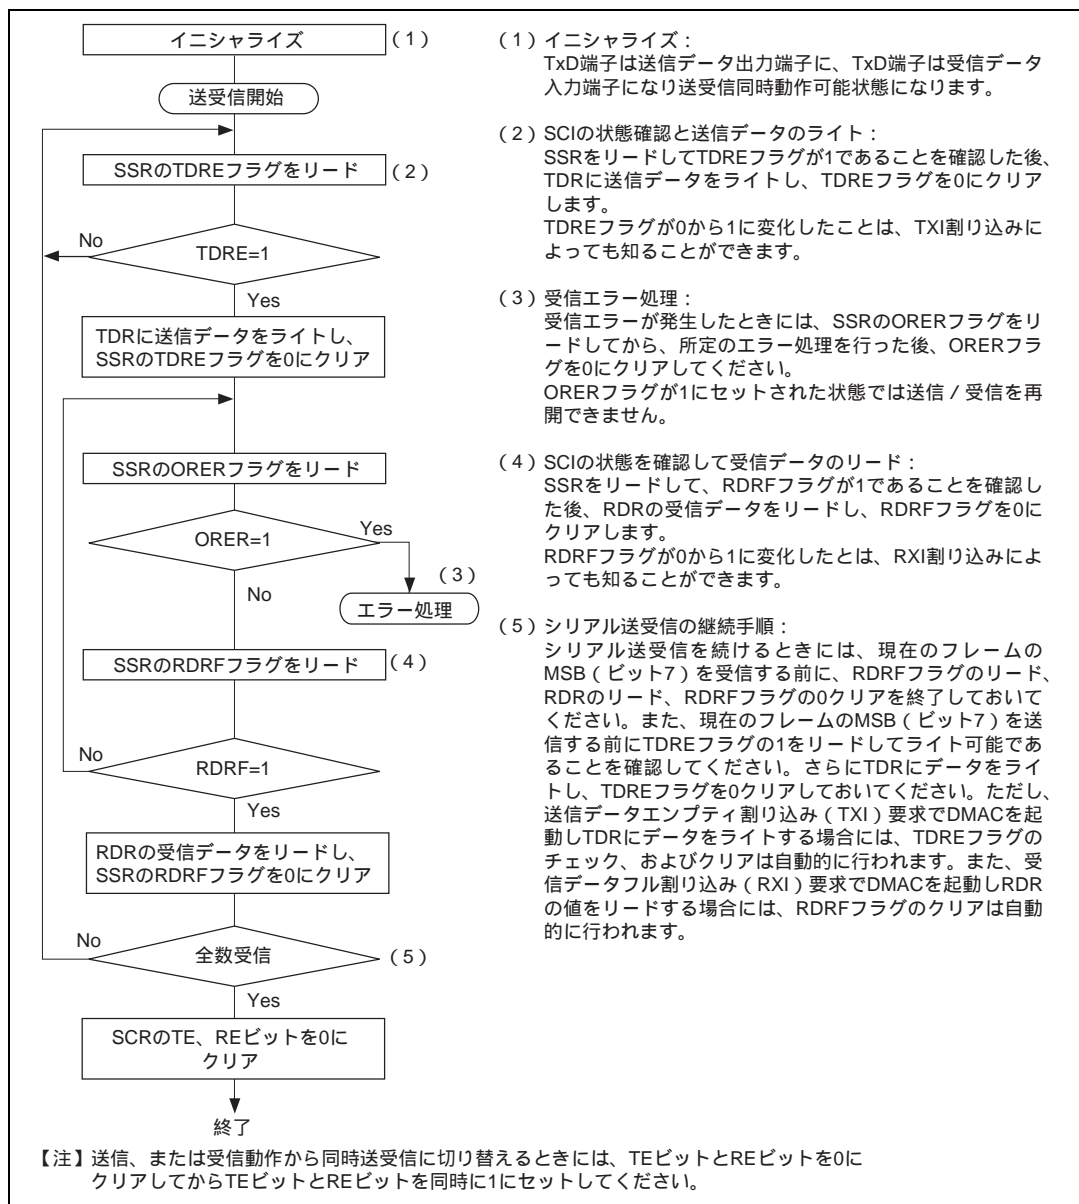 イニシャライズ
(1)
送受信開始
SSRのTDREフラグをリード
(2)
No
TDRE=1
Yes
TDRに送信データをライトし、
SSRのTDREフラグを0にクリア
SSRのORERフラグをリード
ORER=1
Yes
(3)
No
エラー処理
SSRのRDRFフラグをリード
(4)
No
RDRF=1
Yes
RDRの受信データをリードし、
SSRのRDRFフラグを0にクリア
No
全数受信
(5)
Yes
SCRのTE、REビットを0に
クリア
終了
(1)イニシャライズ:
TxD端子は送信データ出力端子に、TxD端子は受信データ
入力端子になり送受信同時動作可能状態になります。
(2)SCIの状態確認と送信データのライト:
SSRをリードしてTDREフラグが1であることを確認した後、
TDRに送信データをライトし、TDREフラグを0にクリア
します。
TDREフラグが0から1に変化したことは、TXI割り込みに
よっても知ることができます。
(3)受信エラー処理:
受信エラーが発生したときには、SSRのORERフラグをリ
ードしてから、所定のエラー処理を行った後、ORERフラ
グを0にクリアしてください。
ORERフラグが1にセットされた状態では送信/受信を再
開できません。
(4)SCIの状態を確認して受信データのリード:
SSRをリードして、RDRFフラグが1であることを確認し
た後、RDRの受信データをリードし、RDRFフラグを0に
クリアします。
RDRFフラグが0から1に変化したとは、RXI割り込みによ
っても知ることができます。
(5)シリアル送受信の継続手順:
シリアル送受信を続けるときには、現在のフレームの
MSB(ビット7)を受信する前に、RDRFフラグのリード、
RDRのリード、RDRFフラグの0クリアを終了しておいて
ください。また、現在のフレームのMSB(ビット7)を送
信する前にTDREフラグの1をリードしてライト可能であ
ることを確認してください。さらにTDRにデータをライ
トし、TDREフラグを0クリアしておいてください。ただし、
送信データエンプティ割り込み(TXI)要求でDMACを起
動しTDRにデータをライトする場合には、TDREフラグの
チェック、およびクリアは自動的に行われます。また、受
信データフル割り込み(RXI)要求でDMACを起動しRDR
の値をリードする場合には、RDRFフラグのクリアは自動
的に行われます。
【注】送信、または受信動作から同時送受信に切り替えるときには、TEビットとREビットを0に
クリアしてからTEビットとREビットを同時に1にセットしてください。